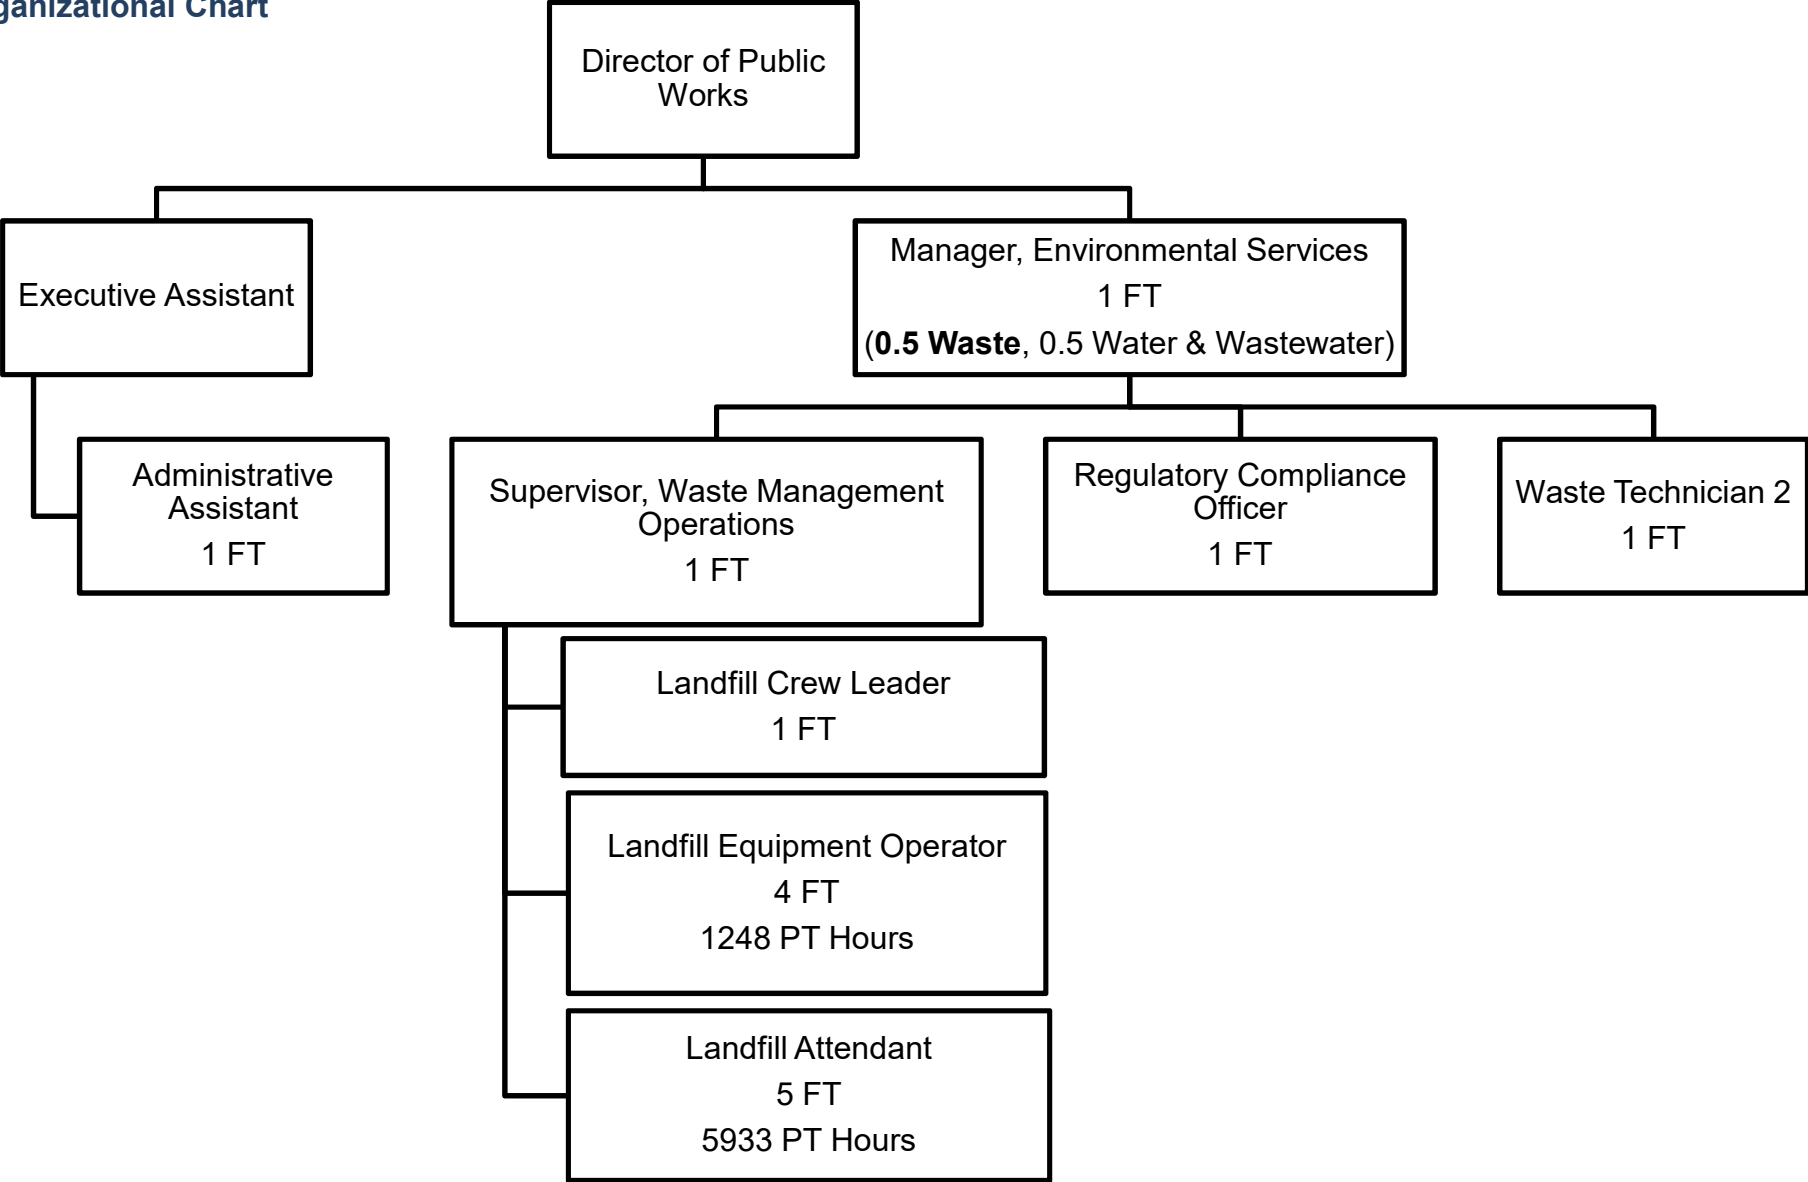 ganizational Chart
Director of Public
Works
Executive Assistant
Manager, Environmental Services
1 FT
(0.5 Waste, 0.5 Water & Wastewater)
Administrative
Assistant
1 FT
Supervisor, Waste Management
Operations
1 FT
Regulatory Compliance
Officer
1 FT
Waste Technician 2
1 FT
Landfill Crew Leader
1 FT
Landfill Equipment Operator
4 FT
1248 PT Hours
Landfill Attendant
5 FT
5933 PT Hours